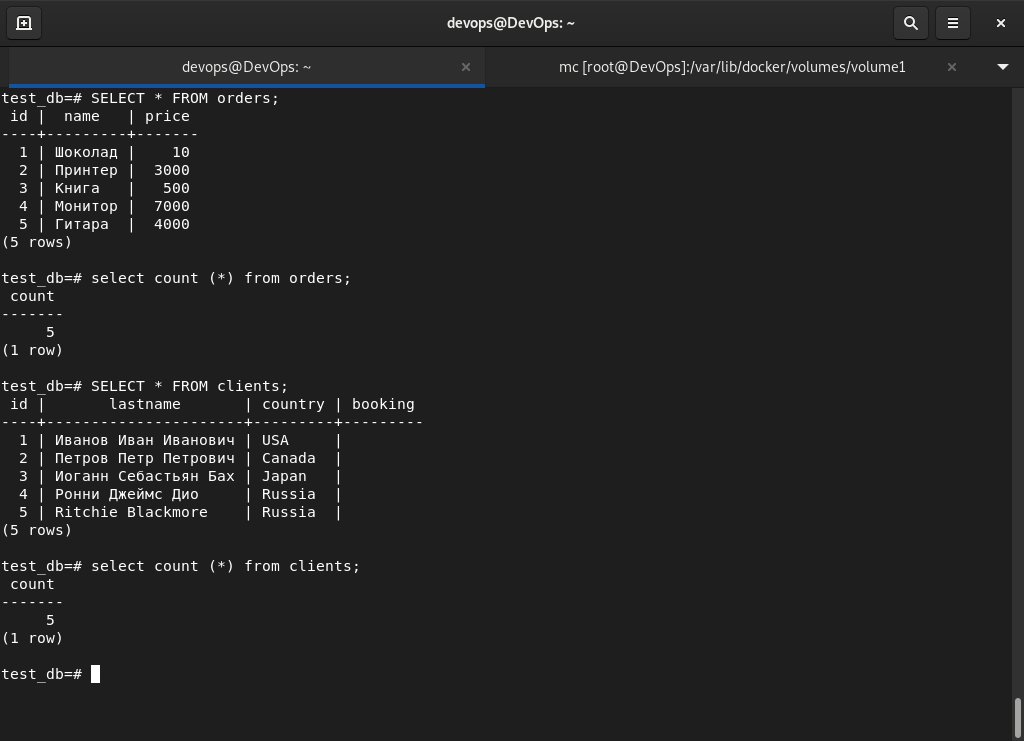 devops@DevOps: ~
devops@DevOps: ~
mc [root@DevOps]:/var/lib/docker/volumes/volume1
test_db=# SELECT * FROM orders;
 id |  name   | price
----+---------+-------
  1 | Шоколад |    10
  2 | Принтер |  3000
  3 | Книга   |   500
  4 | Монитор |  7000
  5 | Гитара  |  4000
(5 rows)
test_db=# select count (*) from orders;
 count
-------
     5
(1 row)
test_db=# SELECT * FROM clients;
 id |       lastname       | country | booking
----+----------------------+---------+---------
  1 | Иванов Иван Иванович | USA     |
  2 | Петров Петр Петрович | Canada  |
  3 | Иоганн Себастьян Бах | Japan   |
  4 | Ронни Джеймс Дио     | Russia  |
  5 | Ritchie Blackmore    | Russia  |
(5 rows)
test_db=# select count (*) from clients;
 count
-------
     5
(1 row)
test_db=#